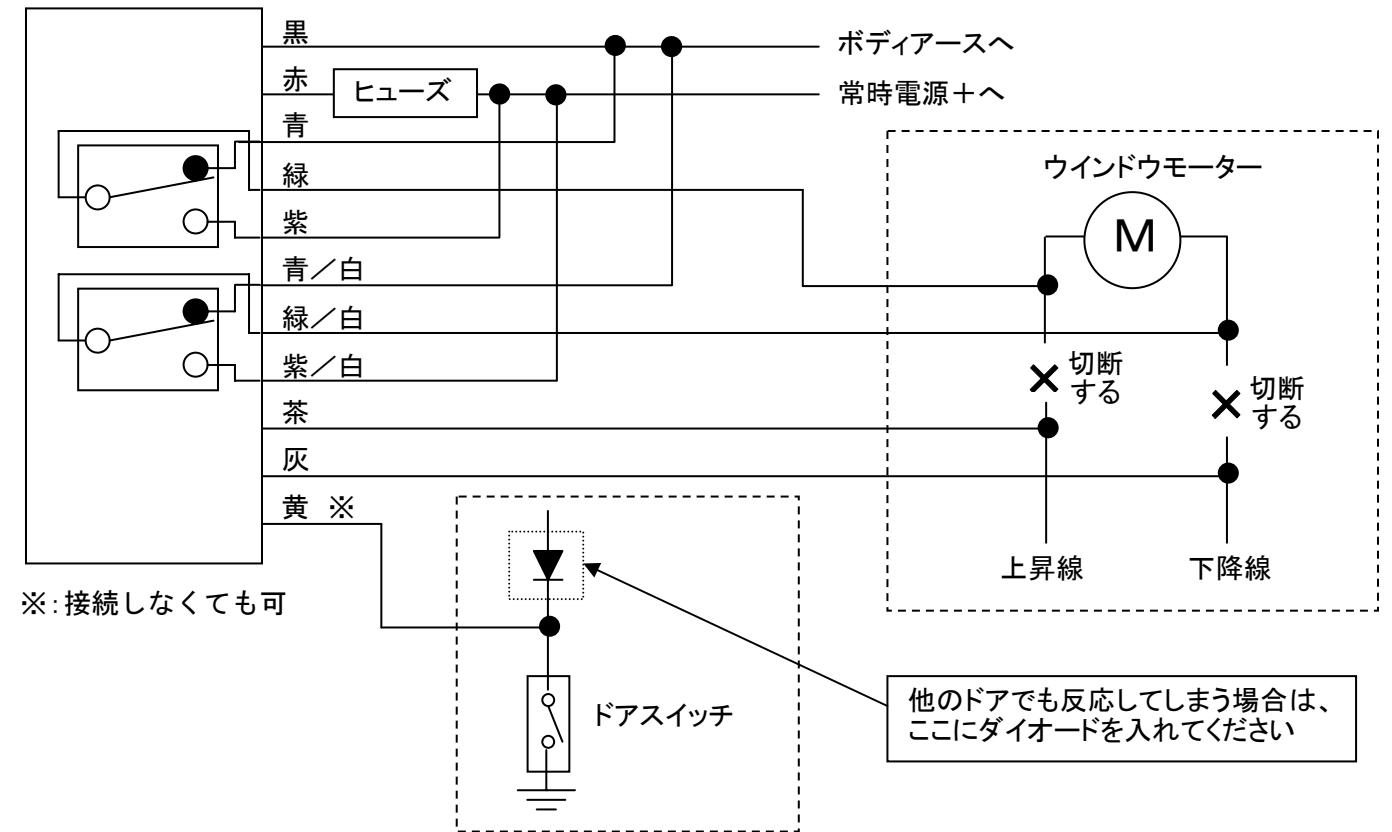 黒
ボディアースへ
赤
ヒューズ
常時電源+へ
青
緑
紫
青/白
緑/白
紫/白
茶
灰
黄 ※
※:接続しなくても可
ウインドウモーター
M
切断
する
切断
する
上昇線
下降線
ドアスイッチ
他のドアでも反応してしまう場合は、
ここにダイオードを入れてください